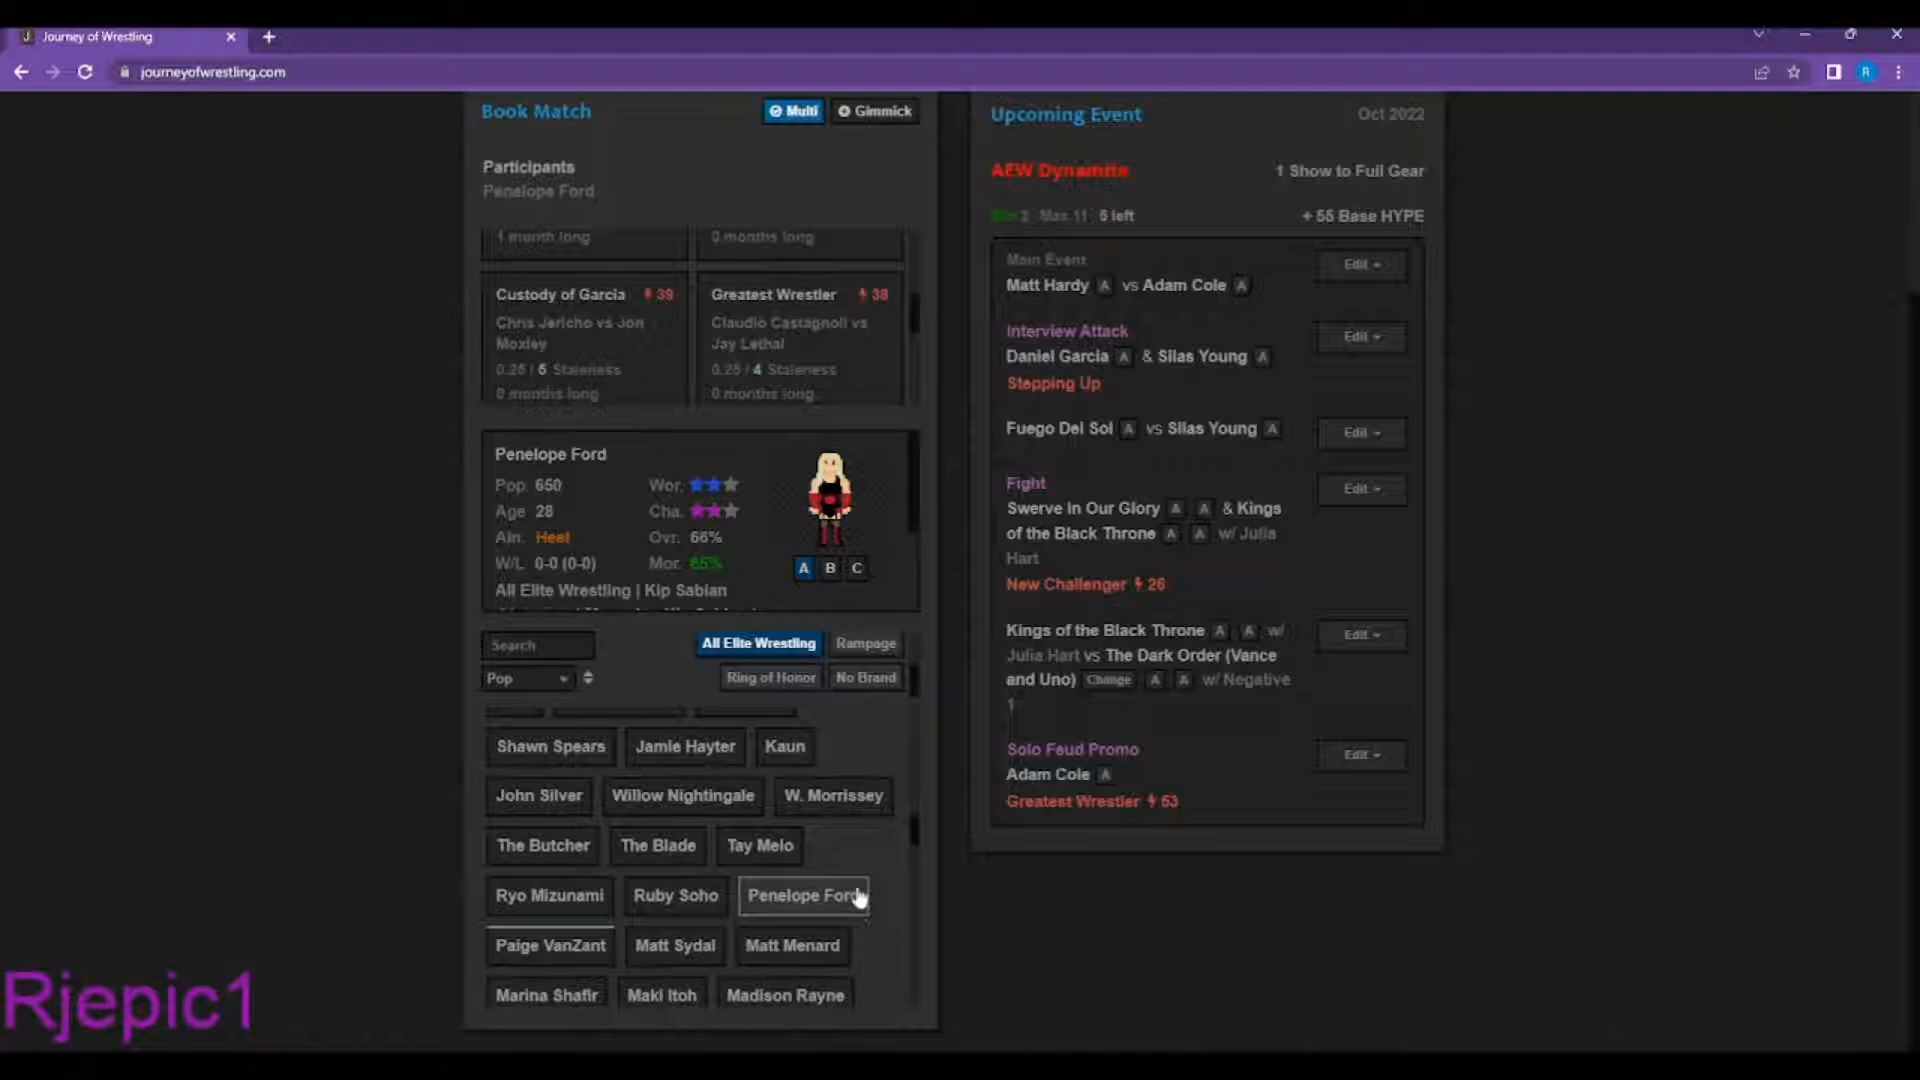 Journey of Wrestling
journeyofwrestling.com
R
Book Match
Multi
Gimmick
Participants
Penelope Ford
1 month long
0 months long
Custody of Garcia 39
Chris Jericho vs Jon
Moxley
0.25 / 5 Staleness
0 months long
Greatest Wrestler 38
Claudio Castagnoli vs
Jay Lethal
0.25 / 4 Staleness
0 months long
Penelope Ford
Pop. 650
Wor.
Age 28
Cha.
Aln. Heel
Ovr. 66%
W/L 0-0 (0-0)
Mor. 65%
A B C
All Elite Wrestling | Kip Sabian
Search
All Elite Wrestling
Rampage
Pop
Ring of Honor
No Brand
Shawn Spears
Jamie Hayter
Kaun
John Silver
Willow Nightingale
W. Morrissey
The Butcher
The Blade
Tay Melo
Ryo Mizunami
Ruby Soho
Penelope Ford
Paige VanZant
Matt Sydal
Matt Menard
Marina Shafir
Maki Itoh
Madison Rayne
Upcoming Event
Oct 2022
AEW Dynamite
1 Show to Full Gear
Min 3 Max 11 5 left
+ 55 Base HYPE
Main Event
Edit
Matt Hardy A vs Adam Cole A
Interview Attack
Edit
Daniel Garcia A & Silas Young A
Stepping Up
Fuego Del Sol A vs Silas Young A
Edit
Fight
Edit
Swerve In Our Glory A A & Kings
of the Black Throne A A w/ Julia
Hart
New Challenger 26
Kings of the Black Throne A A w/
Edit
Julia Hart vs The Dark Order (Vance
and Uno) Change A A w/ Negative
1
Solo Feud Promo
Edit
Adam Cole A
Greatest Wrestler 53
Rjepic1